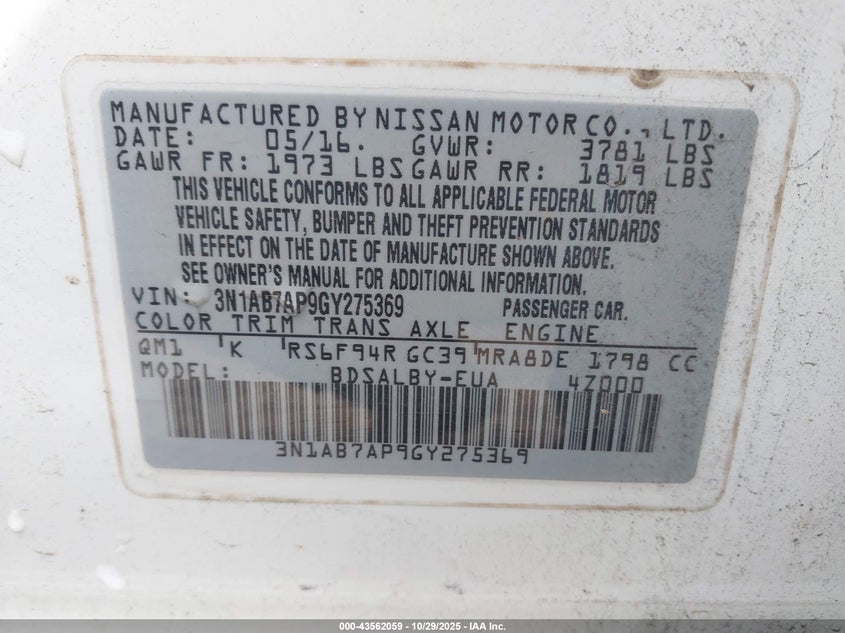 MANUFACTURED BY NISSAN MOTOR CO., LTD.
DATE: 05/16. GVWR: 3781 LBS
GAWR FR: 1973 LBS GAWR RR: 1819 LBS
THIS VEHICLE CONFORMS TO ALL APPLICABLE FEDERAL MOTOR
VEHICLE SAFETY, BUMPER AND THEFT PREVENTION STANDARDS
IN EFFECT ON THE DATE OF MANUFACTURE SHOWN ABOVE.
SEE OWNER'S MANUAL FOR ADDITIONAL INFORMATION.
VIN: 3N1AB7AP9GY275369 PASSENGER CAR.
COLOR TRIM TRANS AXLE ENGINE
QM1 K RS6F94R GC39 MRA8DE 1798 CC
MODEL: BDSALBY-EUA 4Z000
3N1AB7AP9GY275369
000-43562059 - 10/29/2025 - IAA Inc.